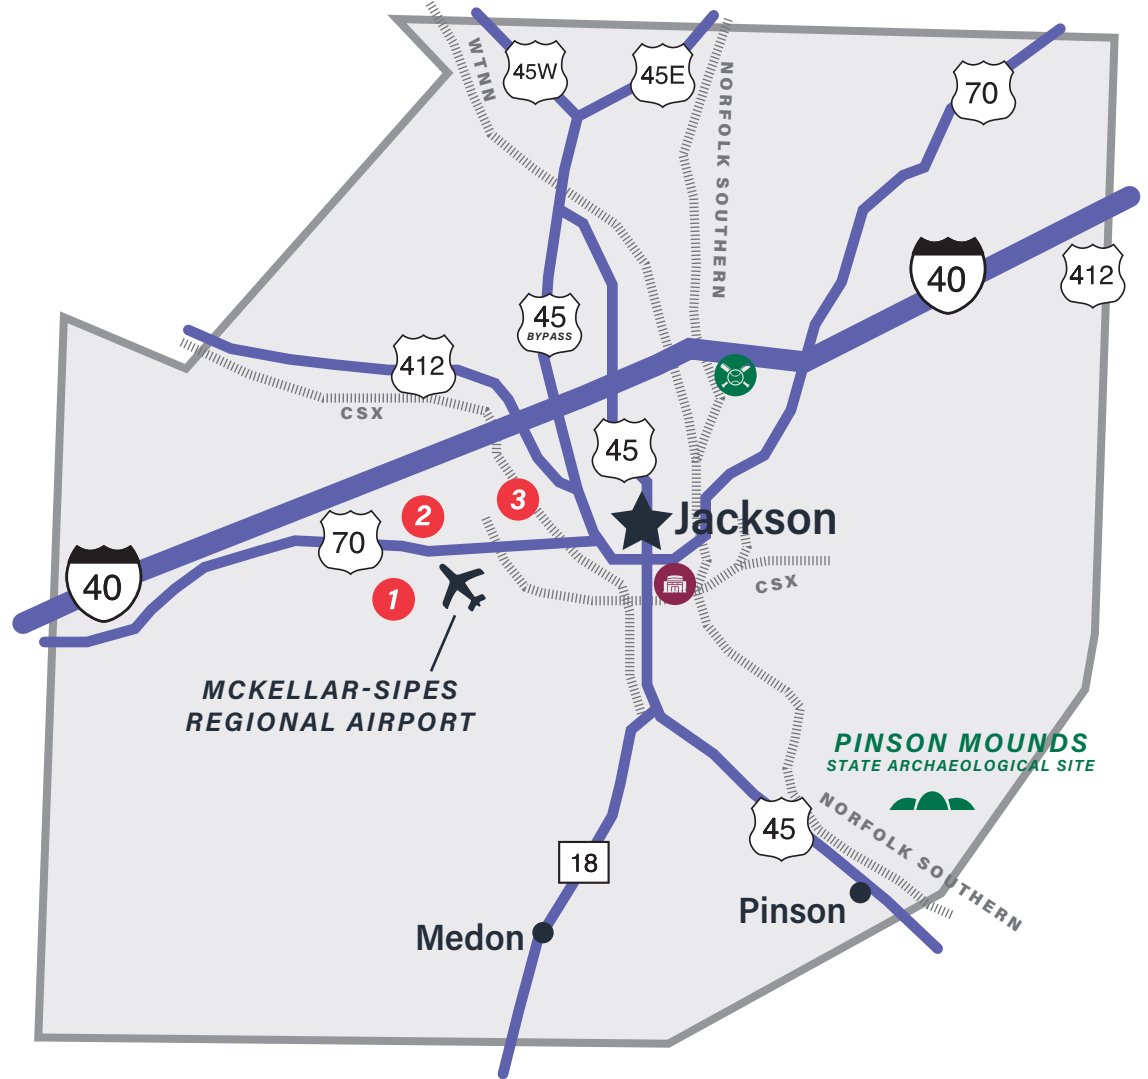 WTNN
45W
45E
NORFOLK SOUTHERN
70
40
412
45
BYPASS
412
CSX
45
2
3
Jackson
70
40
1
CSX
MCKELLAR-SIPES
REGIONAL AIRPORT
PINSON MOUNDS
STATE ARCHAEOLOGICAL SITE
NORFOLK SOUTHERN
45
18
Pinson
Medon